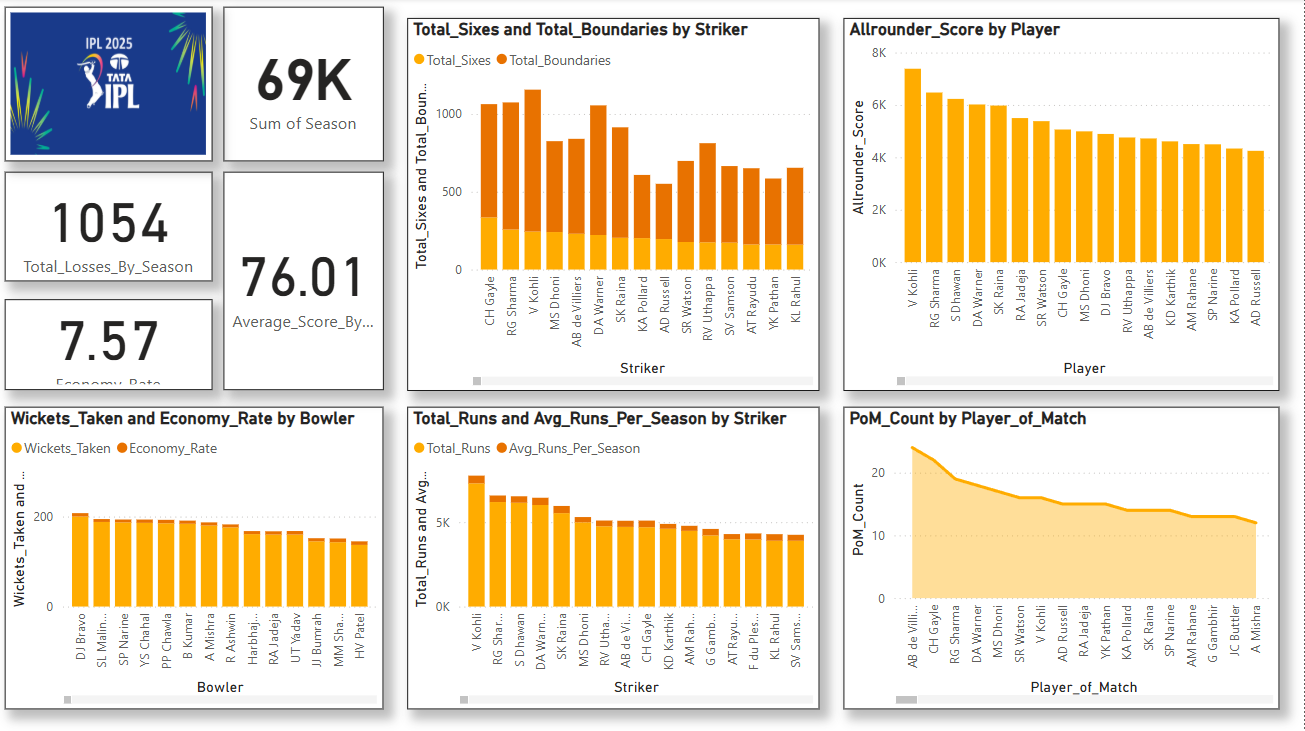 IPL 2025
TATA
IPL
69K
Sum of Season
1054
Total_Losses_By_Season
76.01
Average_Score_By...
7.57
Economy_Rate
Total_Sixes and Total_Boundaries by Striker
Total_Sixes Total_Boundaries
Total_Sixes and Total_Boun...
1000
500
0
CH Gayle
RG Sharma
V Kohli
MS Dhoni
AB de Villiers
DA Warner
SK Raina
KA Pollard
AD Russell
SR Watson
RV Uthappa
SV Samson
AT Rayudu
YK Pathan
KL Rahul
Striker
Allrounder_Score by Player
Allrounder_Score
8K
6K
4K
2K
0K
V Kohli
RG Sharma
S Dhawan
DA Warner
SK Raina
RA Jadeja
SR Watson
CH Gayle
MS Dhoni
DJ Bravo
RV Uthappa
AB de Villiers
KD Karthik
AM Rahane
SP Narine
KA Pollard
AD Russell
Player
Wickets_Taken and Economy_Rate by Bowler
Wickets_Taken Economy_Rate
Wickets_Taken and ...
200
0
DJ Bravo
SL Malin...
SP Narine
YS Chahal
PP Chawla
B Kumar
A Mishra
R Ashwin
Harbhaj...
RA Jadeja
UT Yadav
JJ Bumrah
MM Sha...
HV Patel
Bowler
Total_Runs and Avg_Runs_Per_Season by Striker
Total_Runs Avg_Runs_Per_Season
Total_Runs and Avg...
5K
0K
V Kohli
RG Shar...
S Dhawan
DA Warn...
SK Raina
MS Dhoni
RV Utha...
AB de Vi...
CH Gayle
KD Karthik
AM Rah...
G Gamb...
AT Rayu...
F du Ples...
KL Rahul
SV Sams...
Striker
PoM_Count by Player_of_Match
PoM_Count
20
10
0
AB de Villi...
CH Gayle
RG Sharma
DA Warner
MS Dhoni
SR Watson
V Kohli
AD Russell
RA Jadeja
YK Pathan
KA Pollard
SK Raina
SP Narine
AM Rahane
G Gambhir
JC Buttler
A Mishra
Player_of_Match